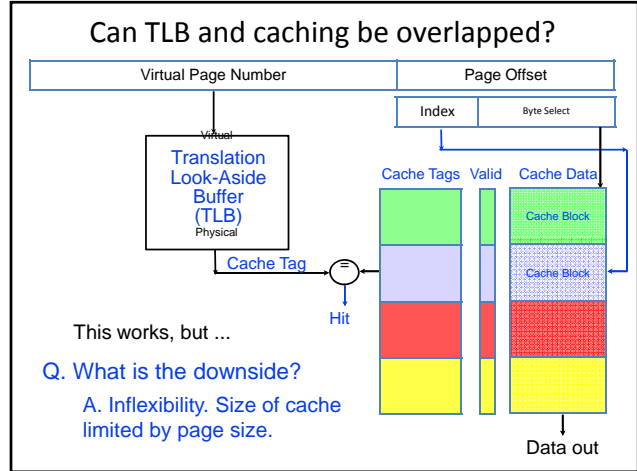 Can TLB and caching be overlapped?
Virtual Page Number
Page Offset
Index
Byte Select
Virtual
Translation
Look-Aside
Buffer
(TLB)
Physical
Cache Tags
Valid
Cache Data
Cache Block
Cache Block
Cache Tag
=
Hit
This works, but ...
Q. What is the downside?
A. Inflexibility. Size of cache
limited by page size.
Data out